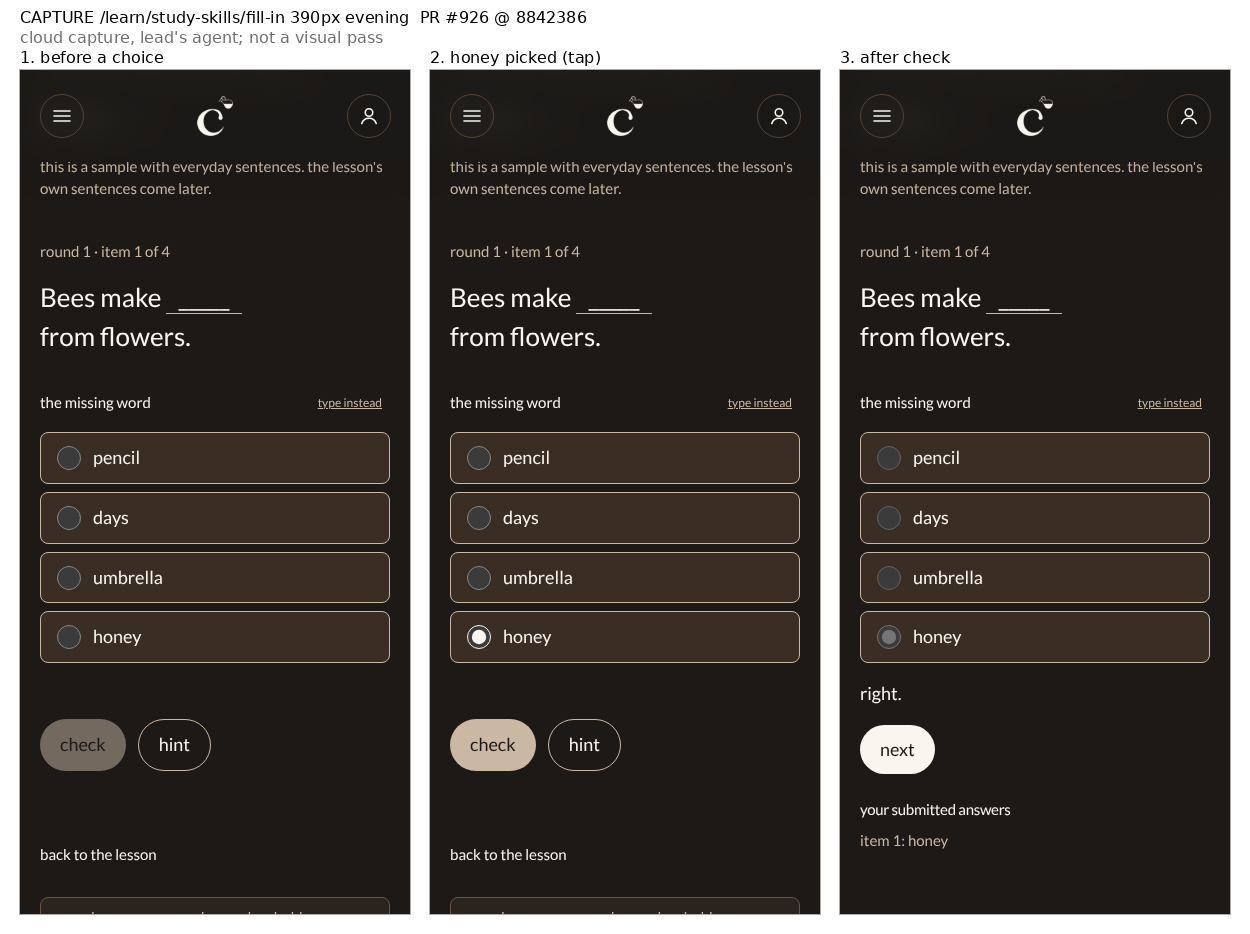 CAPTURE /learn/study-skills/fill-in 390px evening  PR #926 @ 8842386
cloud capture, lead's agent; not a visual pass
1. before a choice
this is a sample with everyday sentences. the lesson's
own sentences come later.
round 1 · item 1 of 4
Bees make _____
from flowers.
the missing word
type instead
pencil
days
umbrella
honey
check
hint
back to the lesson
2. honey picked (tap)
this is a sample with everyday sentences. the lesson's
own sentences come later.
round 1 · item 1 of 4
Bees make _____
from flowers.
the missing word
type instead
pencil
days
umbrella
honey
check
hint
back to the lesson
3. after check
this is a sample with everyday sentences. the lesson's
own sentences come later.
round 1 · item 1 of 4
Bees make _____
from flowers.
the missing word
type instead
pencil
days
umbrella
honey
right.
next
your submitted answers
item 1: honey